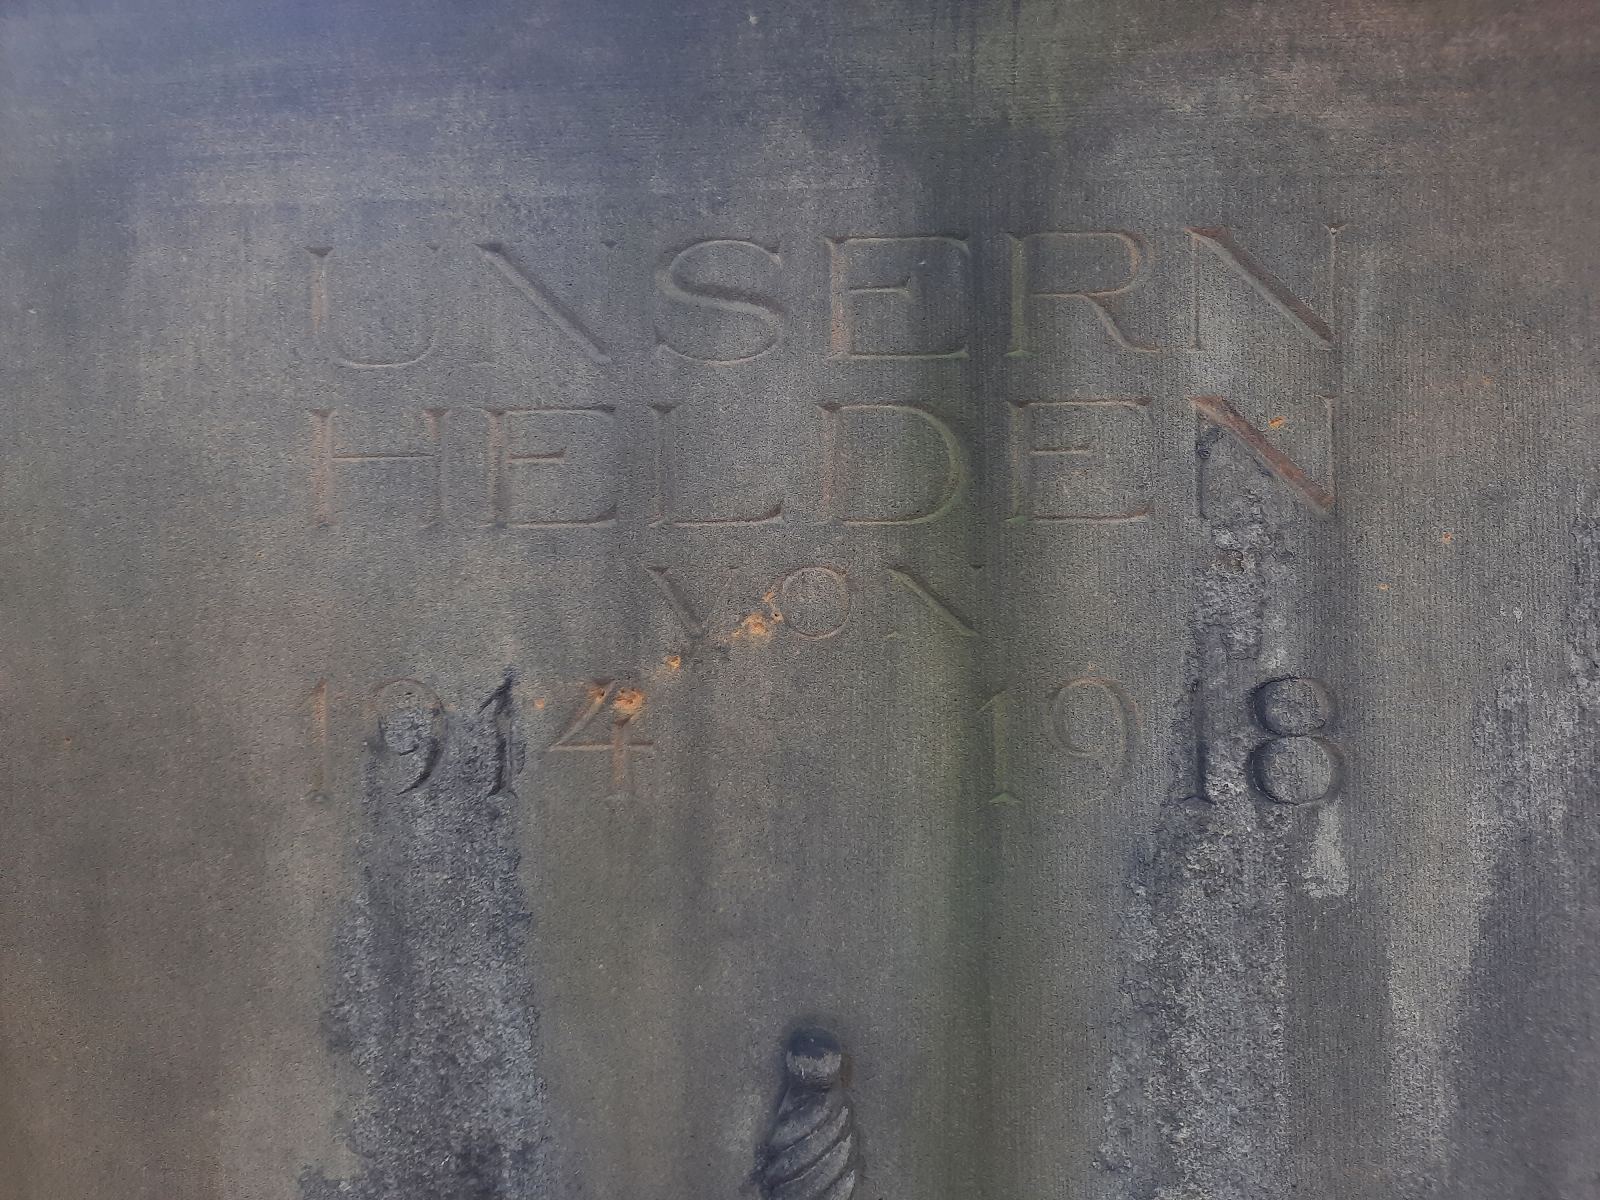 UNSERN
HELDEN
VON
1914 1918